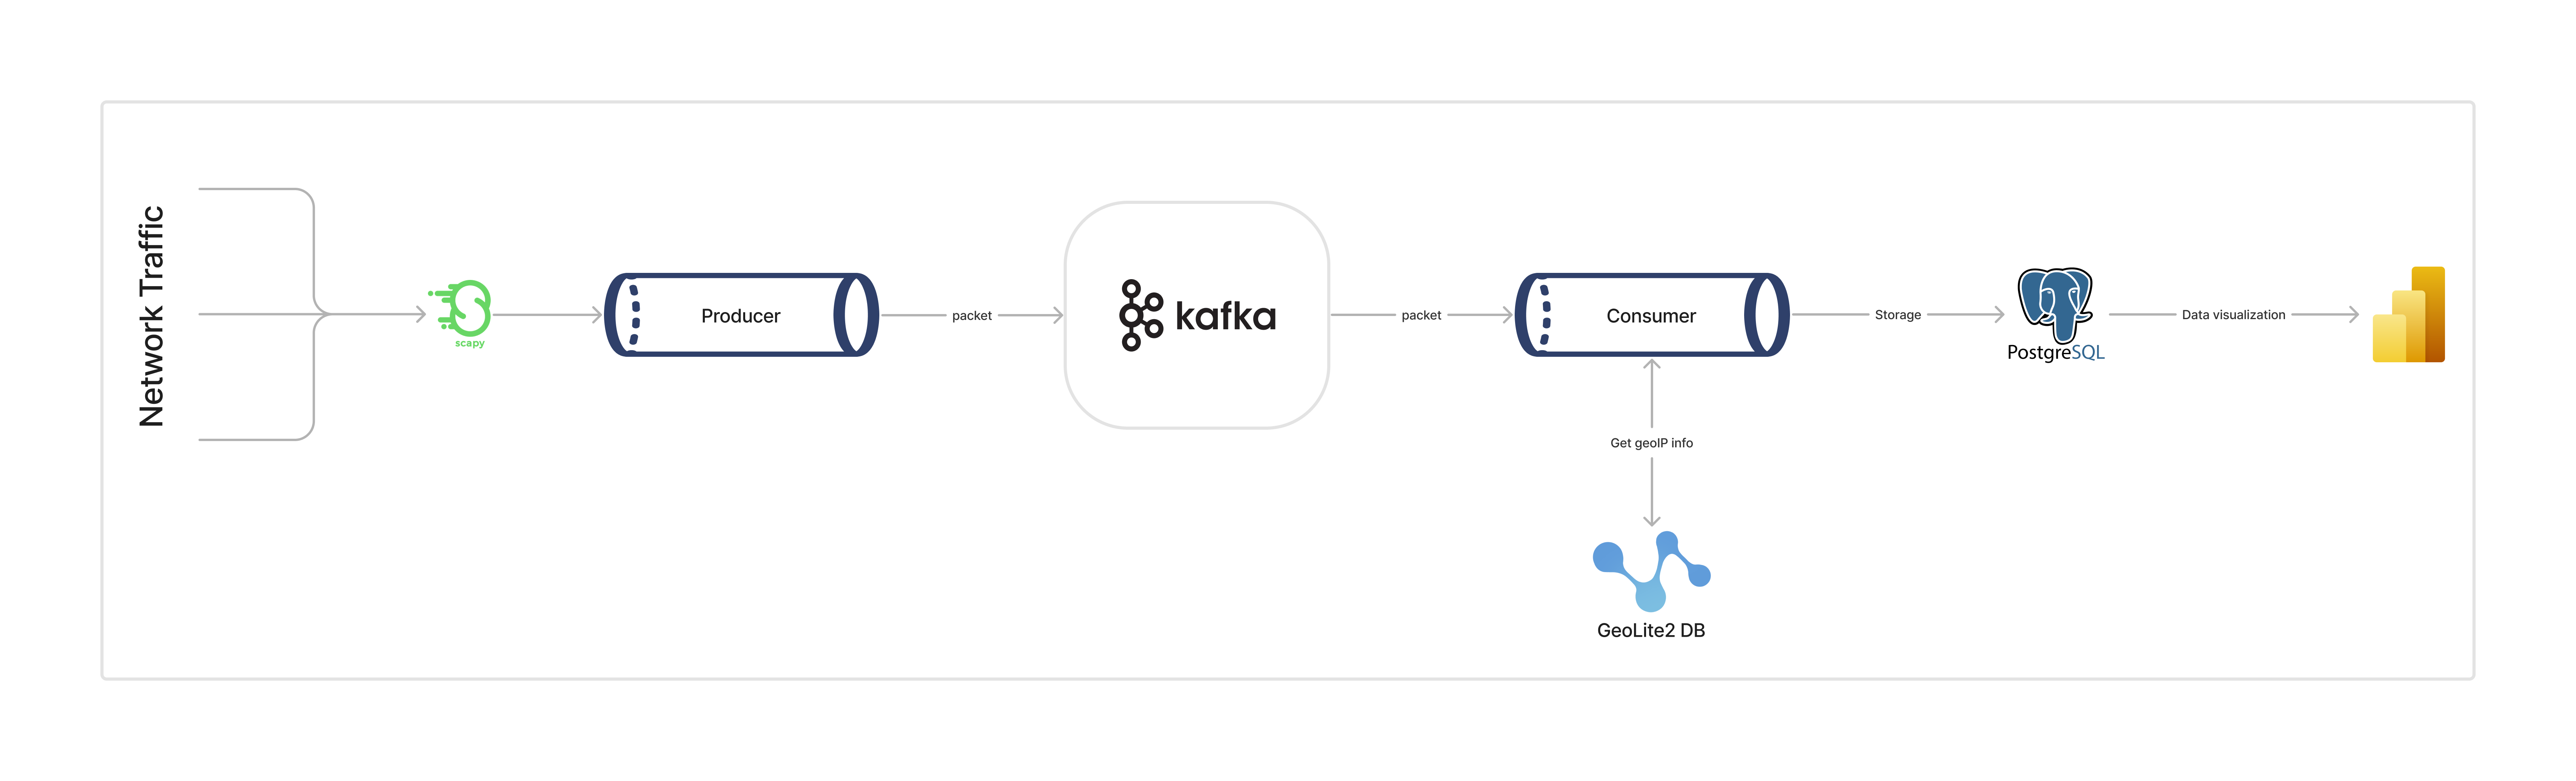 Network Traffic
scapy
Producer
packet
kafka
packet
Consumer
Storage
PostgreSQL
Data visualization
Get geoIP info
GeoLite2 DB